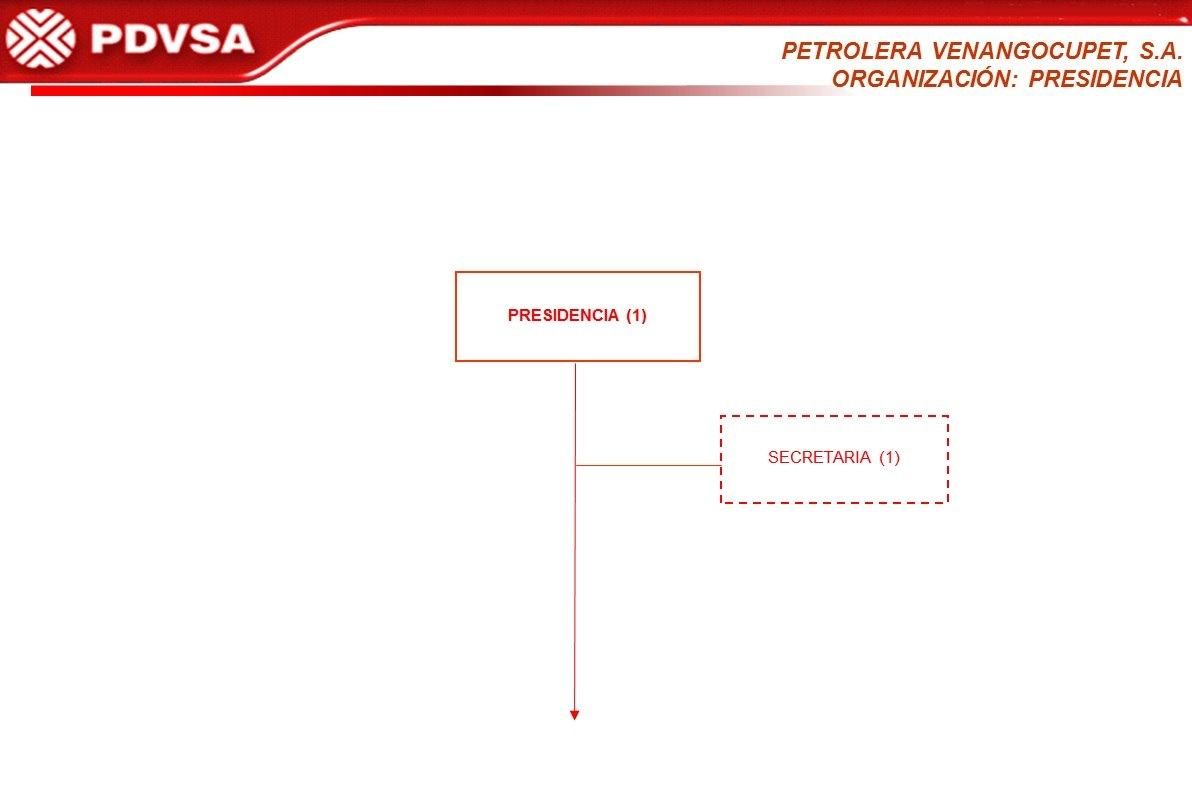 PDVSA
PETROLERA VENANGOCUPET, S.A.
ORGANIZACIÓN: PRESIDENCIA
PRESIDENCIA (1)
SECRETARIA (1)